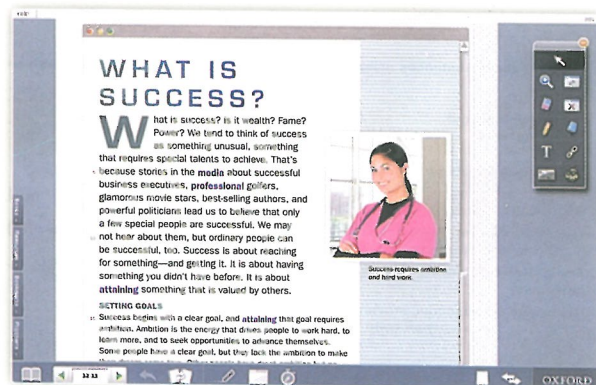 WHAT IS
SUCCESS?
What is success? Is it wealth? Fame?
Power? We tend to think of success
as something unusual, something
that requires special talents to achieve. That's
because stories in the media about successful
business executives, professional golfers,
glamorous movie stars, best-selling authors, and
powerful politicians lead us to believe that only
a few special people are successful. We may
not hear about them, but ordinary people can
be successful, too. Success is about reaching
for something—and getting it. It is about having
something you didn't have before. It is about
attaining something that is valued by others.
Success requires ambition
and hard work.
SETTING GOALS
Success begins with a clear goal, and attaining that goal requires
ambition. Ambition is the energy that drives people to work hard, to
learn more, and to seek opportunities to advance themselves.
Some people have a clear goal, but they lack the ambition to make
T
OXFORD